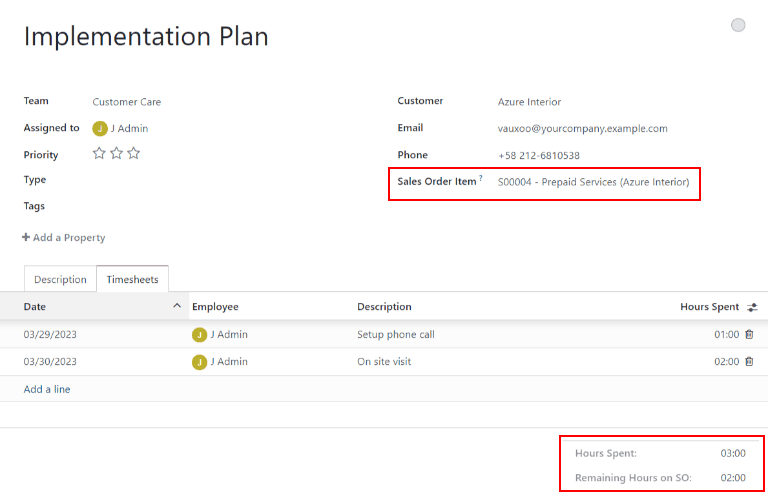 Implementation Plan
Team Customer Care
Assigned to J J Admin
Priority
Type
Tags
+ Add a Property
Customer Azure Interior
Email vauxoo@yourcompany.example.com
Phone +58 212-6810538
Sales Order Item ? S00004 - Prepaid Services (Azure Interior)
Description Timesheets
Date Employee Description Hours Spent
03/29/2023 J J Admin Setup phone call 01:00
03/30/2023 J J Admin On site visit 02:00
Add a line
Hours Spent: 03:00
Remaining Hours on SO: 02:00